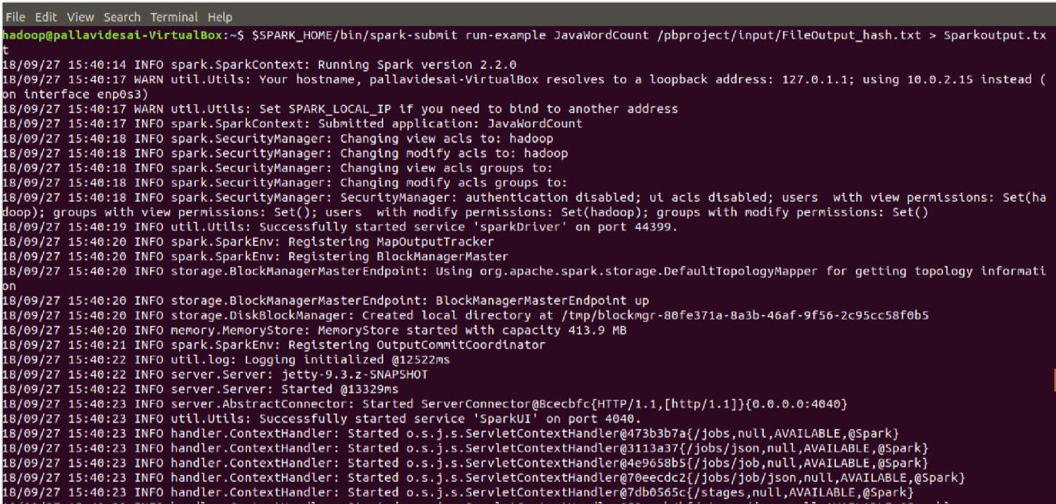 File Edit View Search Terminal Help
hadoop@pallavidesai-VirtualBox:~$ $SPARK_HOME/bin/spark-submit run-example JavaWordCount /pbproject/input/FileOutput_hash.txt > Sparkoutput.tx
t
18/09/27 15:40:14 INFO spark.SparkContext: Running Spark version 2.2.0
18/09/27 15:40:17 WARN util.Utils: Your hostname, pallavidesai-VirtualBox resolves to a loopback address: 127.0.1.1; using 10.0.2.15 instead (
on interface enp0s3)
18/09/27 15:40:17 WARN util.Utils: Set SPARK_LOCAL_IP if you need to bind to another address
18/09/27 15:40:17 INFO spark.SparkContext: Submitted application: JavaWordCount
18/09/27 15:40:18 INFO spark.SecurityManager: Changing view acls to: hadoop
18/09/27 15:40:18 INFO spark.SecurityManager: Changing modify acls to: hadoop
18/09/27 15:40:18 INFO spark.SecurityManager: Changing view acls groups to:
18/09/27 15:40:18 INFO spark.SecurityManager: Changing modify acls groups to:
18/09/27 15:40:18 INFO spark.SecurityManager: SecurityManager: authentication disabled; ui acls disabled; users  with view permissions: Set(ha
doop); groups with view permissions: Set(); users  with modify permissions: Set(hadoop); groups with modify permissions: Set()
18/09/27 15:40:19 INFO util.Utils: Successfully started service 'sparkDriver' on port 44399.
18/09/27 15:40:20 INFO spark.SparkEnv: Registering MapOutputTracker
18/09/27 15:40:20 INFO spark.SparkEnv: Registering BlockManagerMaster
18/09/27 15:40:20 INFO storage.BlockManagerMasterEndpoint: Using org.apache.spark.storage.DefaultTopologyMapper for getting topology informati
on
18/09/27 15:40:20 INFO storage.BlockManagerMasterEndpoint: BlockManagerMasterEndpoint up
18/09/27 15:40:20 INFO storage.DiskBlockManager: Created local directory at /tmp/blockmgr-80fe371a-8a3b-46af-9f56-2c95cc58f0b5
18/09/27 15:40:20 INFO memory.MemoryStore: MemoryStore started with capacity 413.9 MB
18/09/27 15:40:21 INFO spark.SparkEnv: Registering OutputCommitCoordinator
18/09/27 15:40:22 INFO util.log: Logging initialized @12522ms
18/09/27 15:40:22 INFO server.Server: jetty-9.3.z-SNAPSHOT
18/09/27 15:40:22 INFO server.Server: Started @13329ms
18/09/27 15:40:23 INFO server.AbstractConnector: Started ServerConnector@8cecbfc{HTTP/1.1,[http/1.1]}{0.0.0.0:4040}
18/09/27 15:40:23 INFO util.Utils: Successfully started service 'SparkUI' on port 4040.
18/09/27 15:40:23 INFO handler.ContextHandler: Started o.s.j.s.ServletContextHandler@473b3b7a{/jobs,null,AVAILABLE,@Spark}
18/09/27 15:40:23 INFO handler.ContextHandler: Started o.s.j.s.ServletContextHandler@3113a37{/jobs/json,null,AVAILABLE,@Spark}
18/09/27 15:40:23 INFO handler.ContextHandler: Started o.s.j.s.ServletContextHandler@4e9658b5{/jobs/job,null,AVAILABLE,@Spark}
18/09/27 15:40:23 INFO handler.ContextHandler: Started o.s.j.s.ServletContextHandler@70eecdc2{/jobs/job/json,null,AVAILABLE,@Spark}
18/09/27 15:40:23 INFO handler.ContextHandler: Started o.s.j.s.ServletContextHandler@7db0565c{/stages,null,AVAILABLE,@Spark}